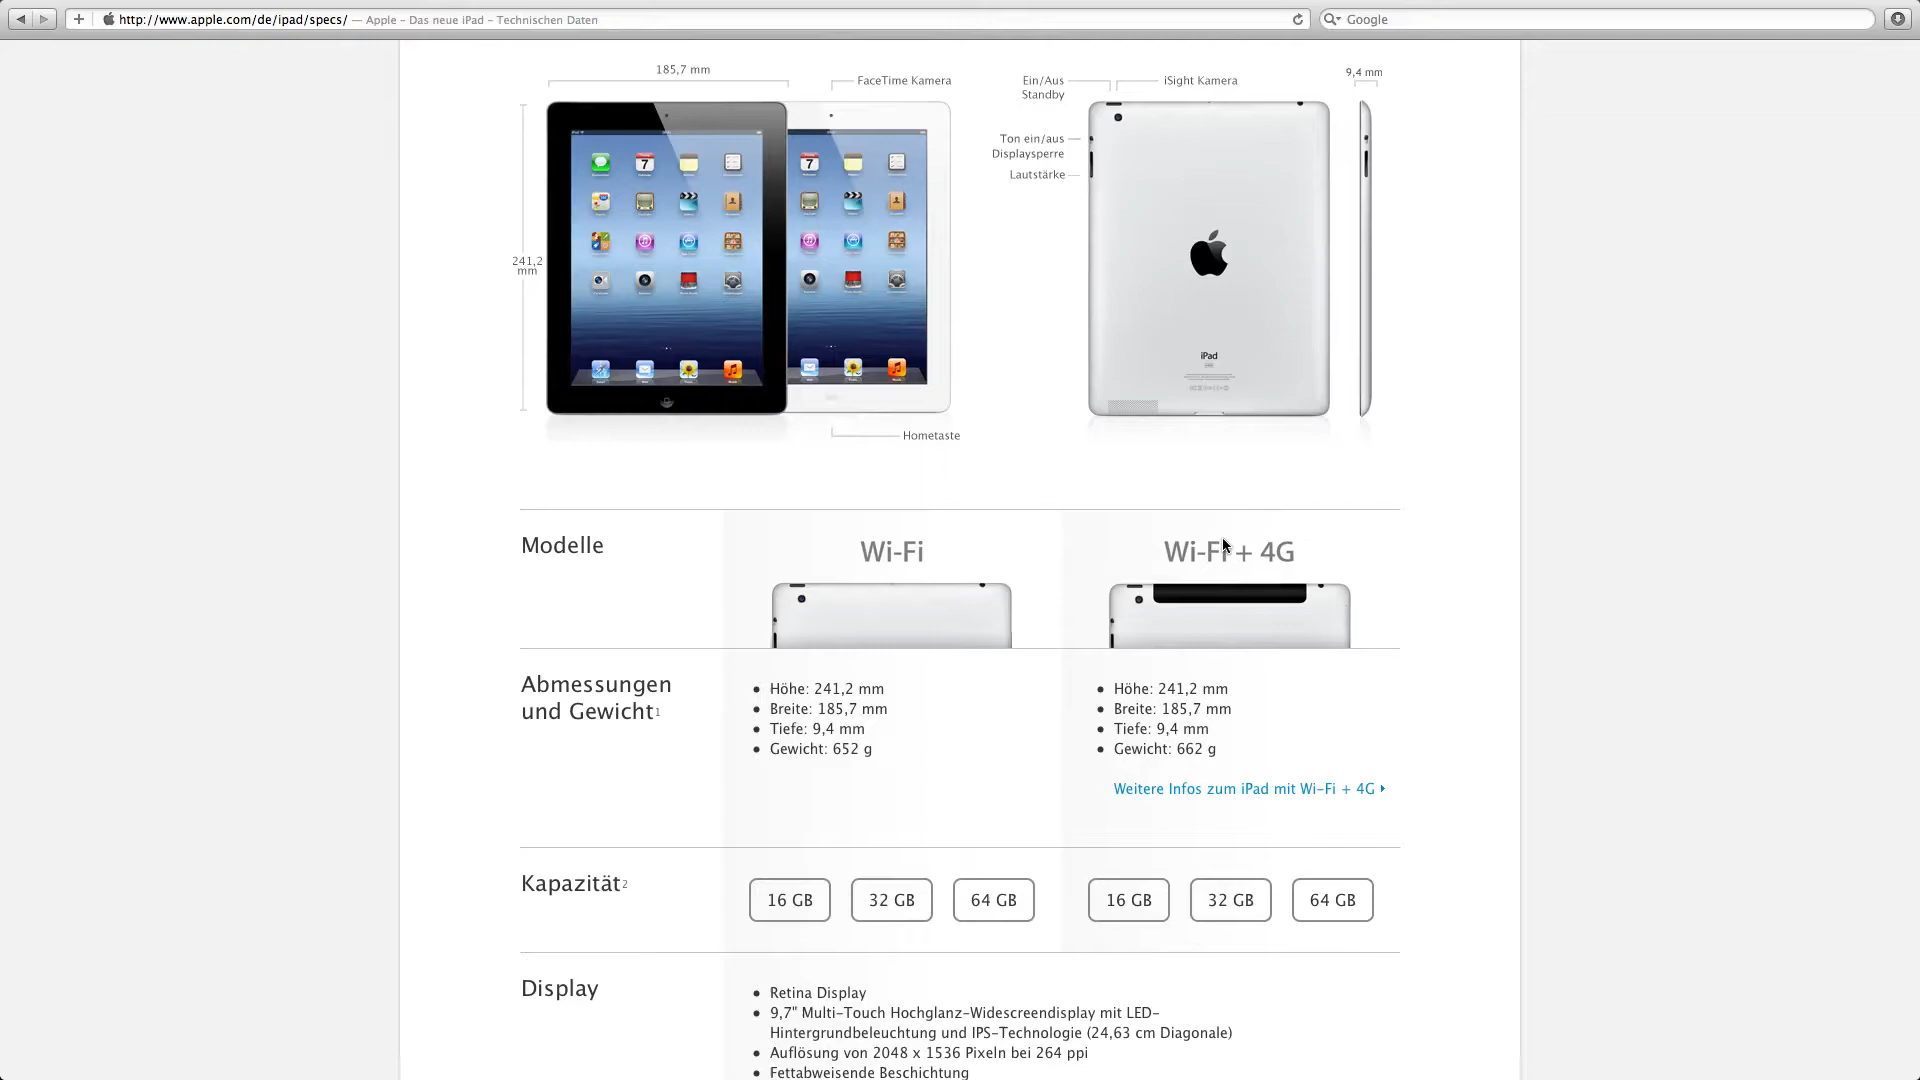 http://www.apple.com/de/ipad/specs/ — Apple – Das neue iPad – Technischen Daten
Google
185,7 mm
FaceTime Kamera
Ein/Aus
Standby
iSight Kamera
9,4 mm
Ton ein/aus
Displaysperre
Lautstärke
241,2
mm
7
7
iPad
Hometaste
Modelle
Wi-Fi
Wi-Fi + 4G
Abmessungen
und Gewicht1
• Höhe: 241,2 mm
• Breite: 185,7 mm
• Tiefe: 9,4 mm
• Gewicht: 652 g
• Höhe: 241,2 mm
• Breite: 185,7 mm
• Tiefe: 9,4 mm
• Gewicht: 662 g
Weitere Infos zum iPad mit Wi-Fi + 4G
Kapazität2
16 GB
32 GB
64 GB
16 GB
32 GB
64 GB
Display
• Retina Display
• 9,7" Multi-Touch Hochglanz-Widescreendisplay mit LED-
Hintergrundbeleuchtung und IPS-Technologie (24,63 cm Diagonale)
• Auflösung von 2048 x 1536 Pixeln bei 264 ppi
• Fettabweisende Beschichtung